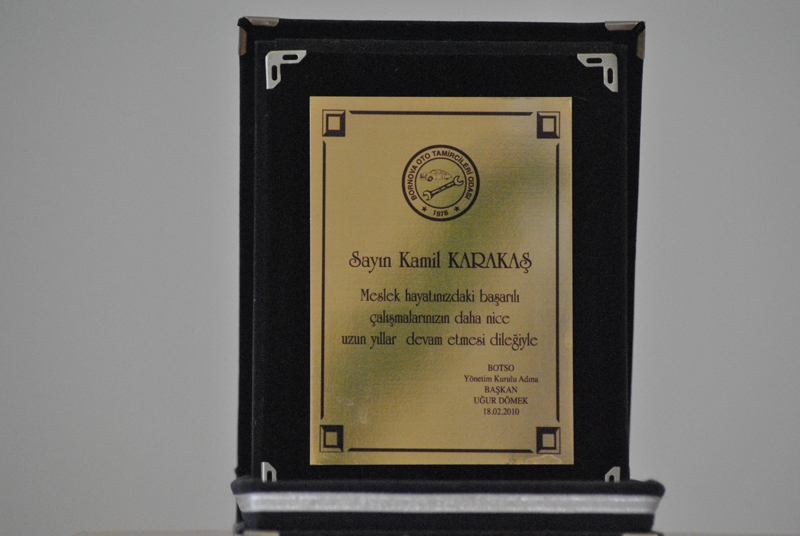 BORNOVA OTO TAMİRCİLERİ ODASI
★ 1978 ★
Sayın Kamil KARAKAŞ
Meslek hayatınızdaki başarılı
çalışmalarınızın daha nice
uzun yıllar devam etmesi dileğiyle
BOTSO
Yönetim Kurulu Adına
BAŞKAN
UĞUR DÖMEK
18.02.2010